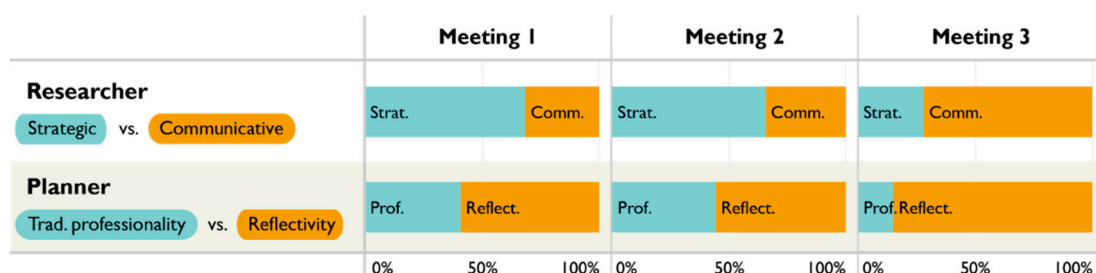 Meeting 1 Meeting 2 Meeting 3
Researcher
Strategic vs. Communicative
Strat. Comm. Strat. Comm. Strat. Comm.
Planner
Trad. professionality vs. Reflectivity
Prof. Reflect. Prof. Reflect. Prof. Reflect.
0% 50% 100% 0% 50% 100% 0% 50% 100%